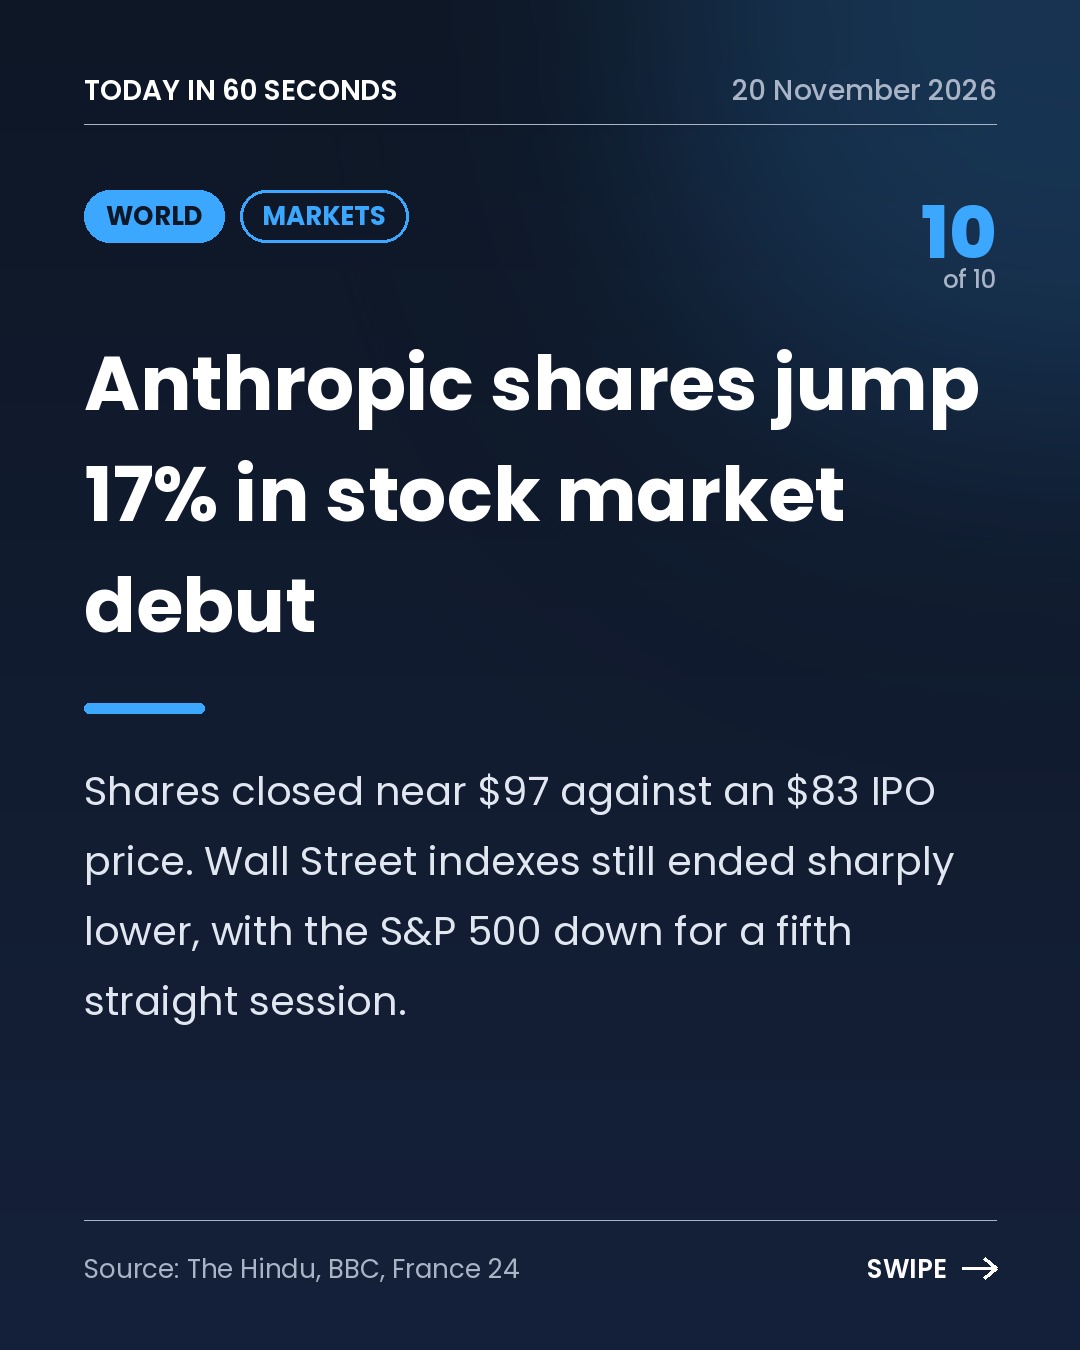 TODAY IN 60 SECONDS
20 November 2026
WORLD
MARKETS
10
of 10
Anthropic shares jump
17% in stock market
debut
Shares closed near $97 against an $83 IPO
price. Wall Street indexes still ended sharply
lower, with the S&P 500 down for a fifth
straight session.
Source: The Hindu, BBC, France 24
SWIPE →